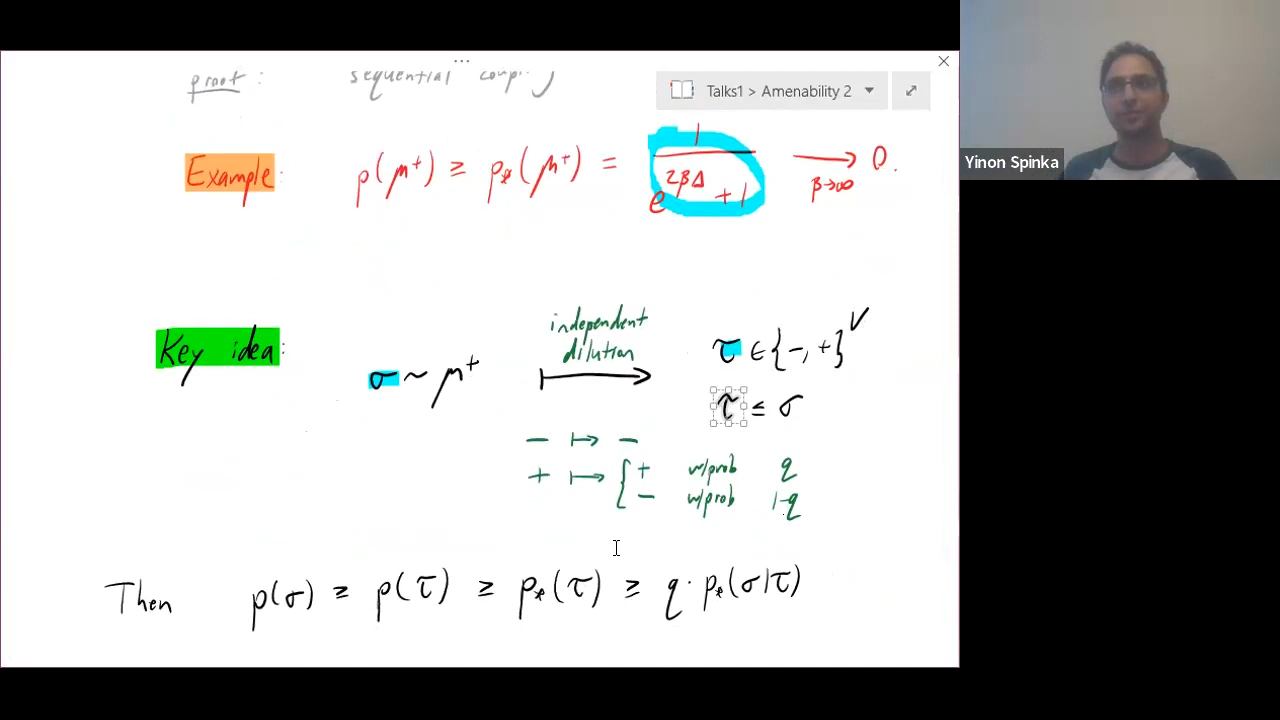 proof: sequential coupling
Talks1 > Amenability 2
Yinon Spinka
Example: p(μ⁺) ≥ p*(μ⁺) = 1 / (e^{2βΔ} + 1) → 0. β→∞
Key idea:
independent
dilution
σ ~ μ⁺ ↦ τ ∈ {-,+}^V
τ ≤ σ
- ↦ -
+ ↦ { + w/prob q
- w/prob 1-q
Then p(σ) ≥ p(τ) ≥ p*(τ) ≥ q · p*(σ|τ)